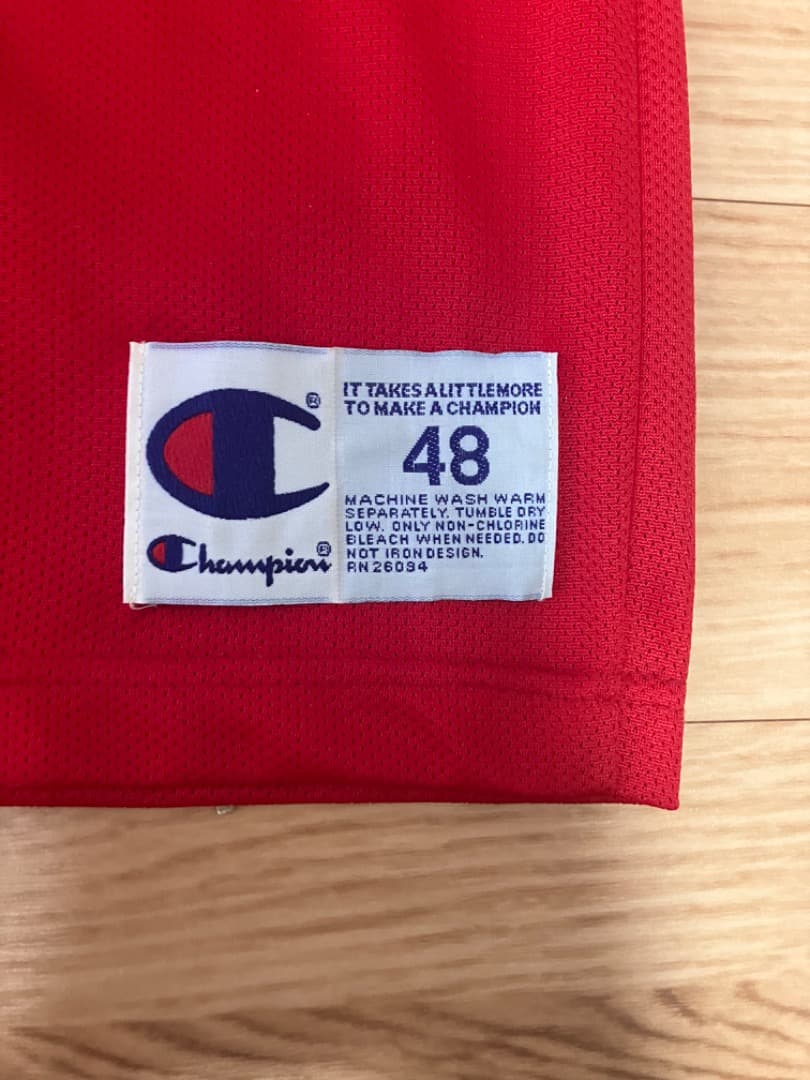 ®
Champion®
IT TAKES A LITTLE MORE
TO MAKE A CHAMPION
48
MACHINE WASH WARM
SEPARATELY. TUMBLE DRY
LOW. ONLY NON-CHLORINE
BLEACH WHEN NEEDED. DO
NOT IRON DESIGN.
RN 26094